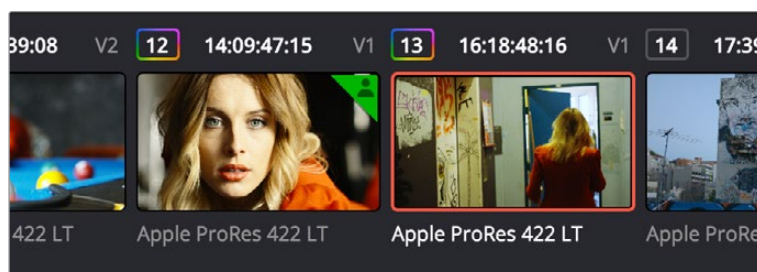 39:08 V2 12 14:09:47:15 V1 13 16:18:48:16 V1 14 17:39
422 LT Apple ProRes 422 LT Apple ProRes 422 LT Apple ProRe